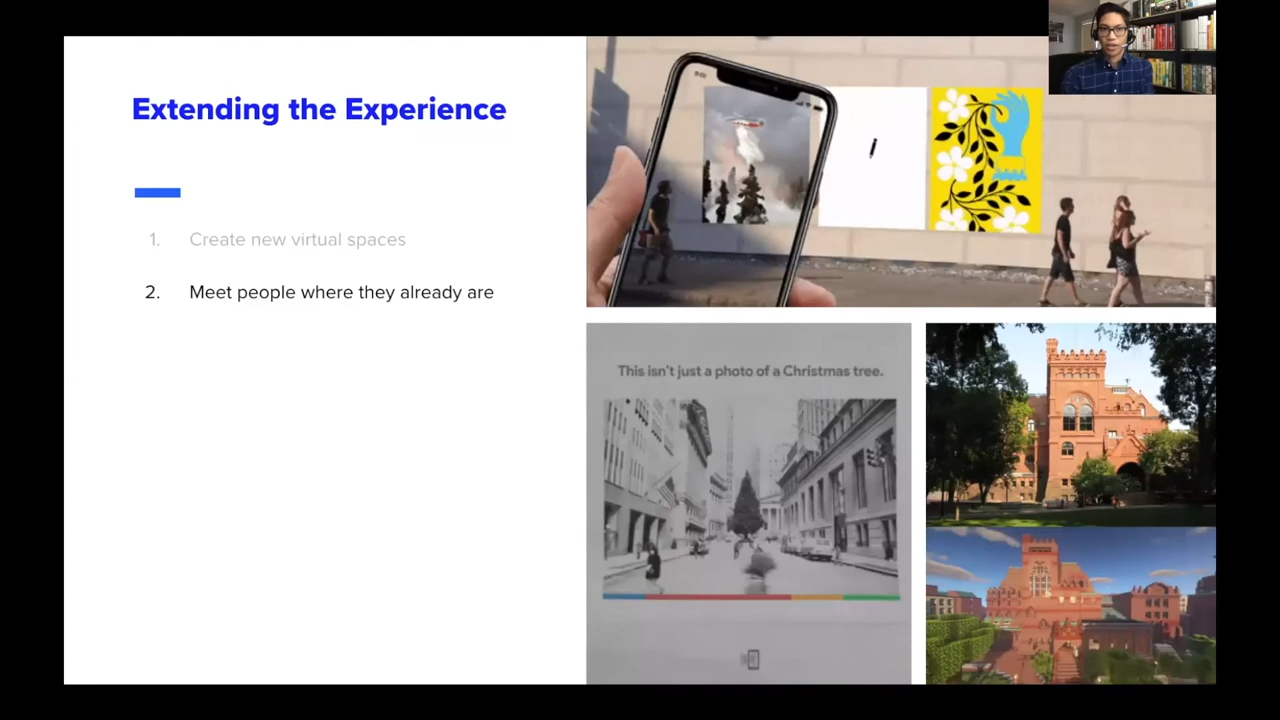 Extending the Experience
1. Create new virtual spaces
2. Meet people where they already are
This isn't just a photo of a Christmas tree.